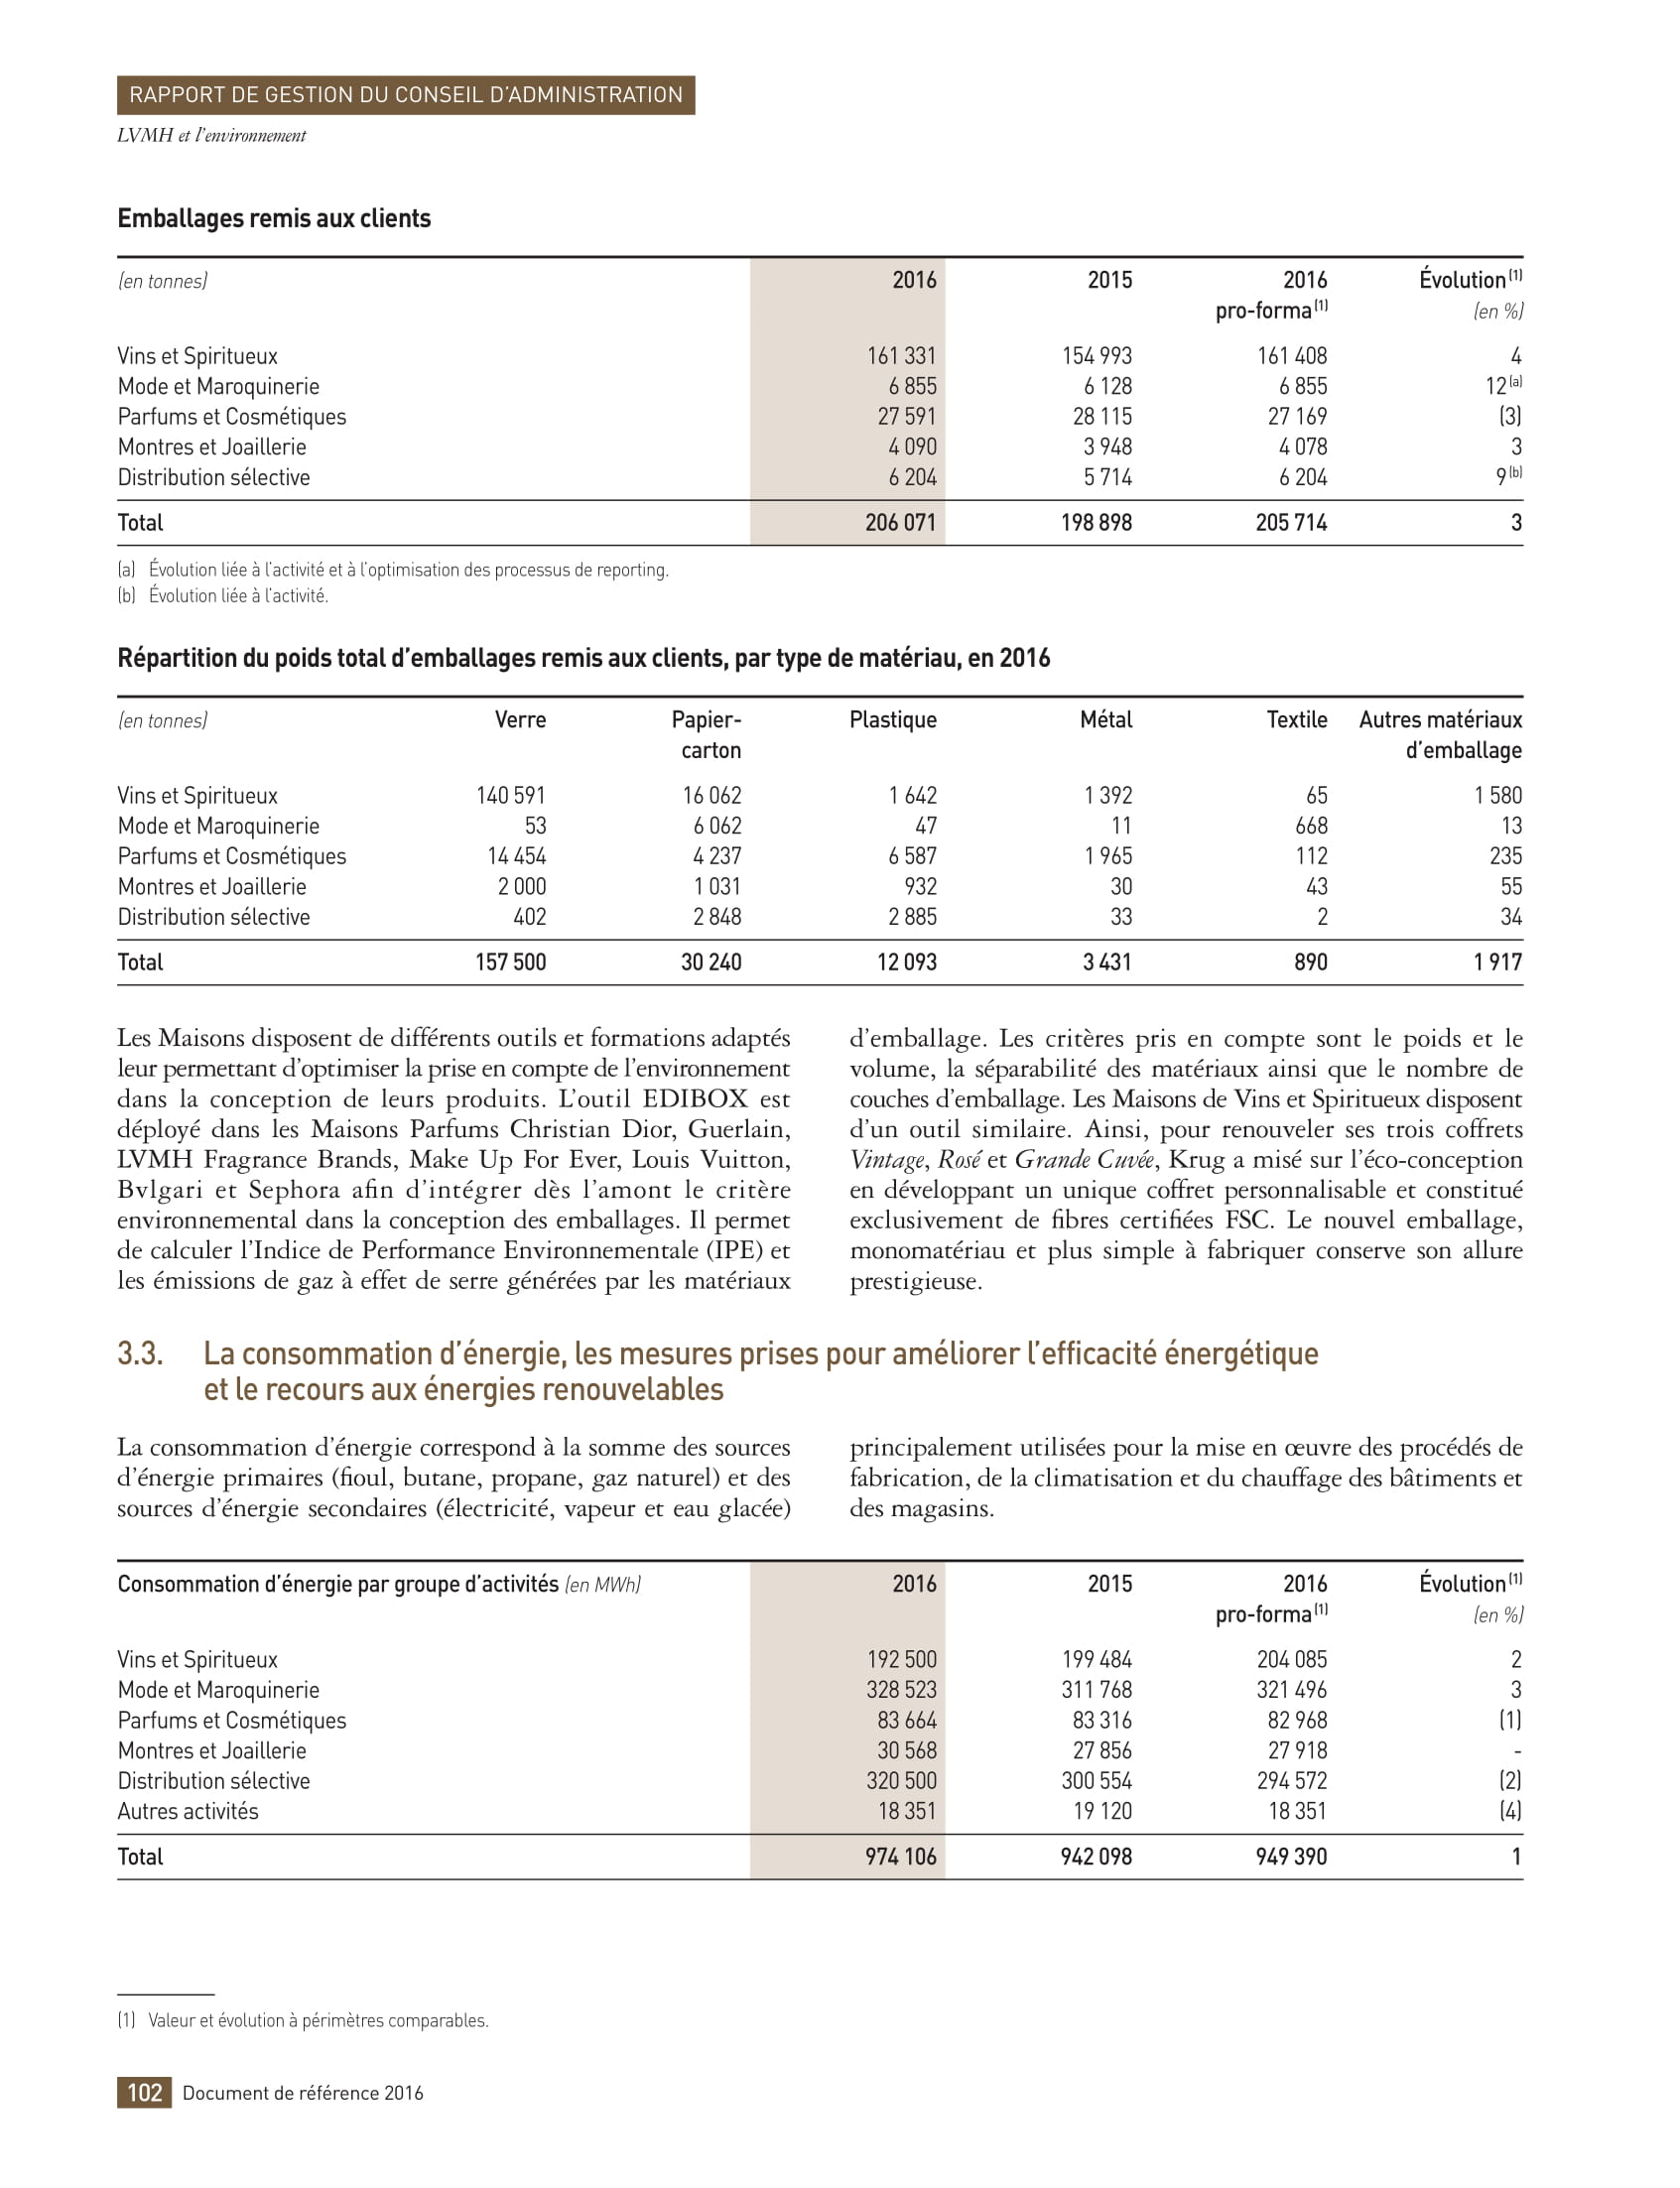 RAPPORT DE GESTION DU CONSEIL D’ADMINISTRATION
LVMH et l’environnement
Emballages remis aux clients
(en tonnes) 2016 2015 2016 Évolution (1)
pro-forma (1) (en %)
Vins et Spiritueux 161 331 154 993 161 408 4
Mode et Maroquinerie 6 855 6 128 6 855 12 (a)
Parfums et Cosmétiques 27 591 28 115 27 169 (3)
Montres et Joaillerie 4 090 3 948 4 078 3
Distribution sélective 6 204 5 714 6 204 9 (b)
Total 206 071 198 898 205 714 3
(a) Évolution liée à l’activité et à l’optimisation des processus de reporting.
(b) Évolution liée à l’activité.
Répartition du poids total d’emballages remis aux clients, par type de matériau, en 2016
(en tonnes) Verre Papier- Plastique Métal Textile Autres matériaux
carton d’emballage
Vins et Spiritueux 140 591 16 062 1 642 1 392 65 1 580
Mode et Maroquinerie 53 6 062 47 11 668 13
Parfums et Cosmétiques 14 454 4 237 6 587 1 965 112 235
Montres et Joaillerie 2 000 1 031 932 30 43 55
Distribution sélective 402 2 848 2 885 33 2 34
Total 157 500 30 240 12 093 3 431 890 1 917
Les Maisons disposent de différents outils et formations adaptés
leur permettant d’optimiser la prise en compte de l’environnement
dans la conception de leurs produits. L’outil EDIBOX est
déployé dans les Maisons Parfums Christian Dior, Guerlain,
LVMH Fragrance Brands, Make Up For Ever, Louis Vuitton,
Bvlgari et Sephora afin d’intégrer dès l’amont le critère
environnemental dans la conception des emballages. Il permet
de calculer l’Indice de Performance Environnementale (IPE) et
les émissions de gaz à effet de serre générées par les matériaux
d’emballage. Les critères pris en compte sont le poids et le
volume, la séparabilité des matériaux ainsi que le nombre de
couches d’emballage. Les Maisons de Vins et Spiritueux disposent
d’un outil similaire. Ainsi, pour renouveler ses trois coffrets
Vintage, Rosé et Grande Cuvée, Krug a misé sur l’éco-conception
en développant un unique coffret personnalisable et constitué
exclusivement de fibres certifiées FSC. Le nouvel emballage,
monomatériau et plus simple à fabriquer conserve son allure
prestigieuse.
3.3. La consommation d’énergie, les mesures prises pour améliorer l’efficacité énergétique
et le recours aux énergies renouvelables
La consommation d’énergie correspond à la somme des sources
d’énergie primaires (fioul, butane, propane, gaz naturel) et des
sources d’énergie secondaires (électricité, vapeur et eau glacée)
principalement utilisées pour la mise en œuvre des procédés de
fabrication, de la climatisation et du chauffage des bâtiments et
des magasins.
Consommation d’énergie par groupe d’activités (en MWh) 2016 2015 2016 Évolution (1)
pro-forma (1) (en %)
Vins et Spiritueux 192 500 199 484 204 085 2
Mode et Maroquinerie 328 523 311 768 321 496 3
Parfums et Cosmétiques 83 664 83 316 82 968 (1)
Montres et Joaillerie 30 568 27 856 27 918 -
Distribution sélective 320 500 300 554 294 572 (2)
Autres activités 18 351 19 120 18 351 (4)
Total 974 106 942 098 949 390 1
(1) Valeur et évolution à périmètres comparables.
102 Document de référence 2016